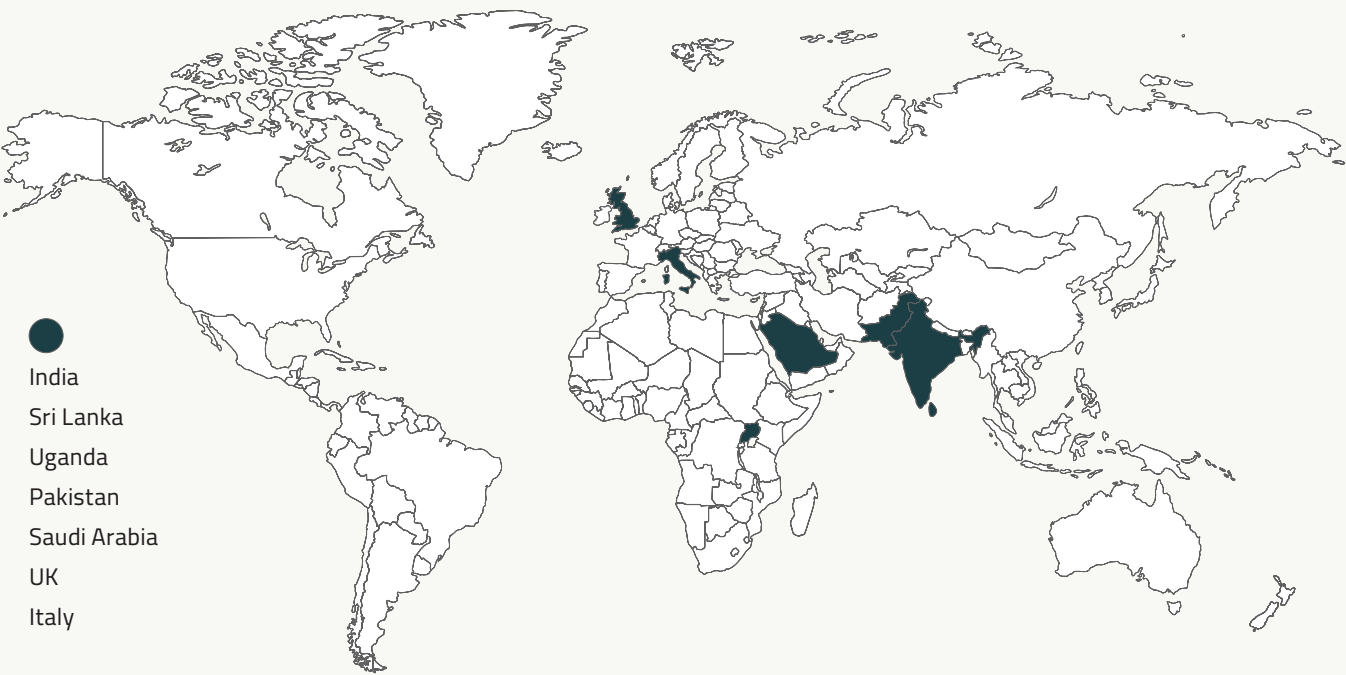 India
Sri Lanka
Uganda
Pakistan
Saudi Arabia
UK
Italy